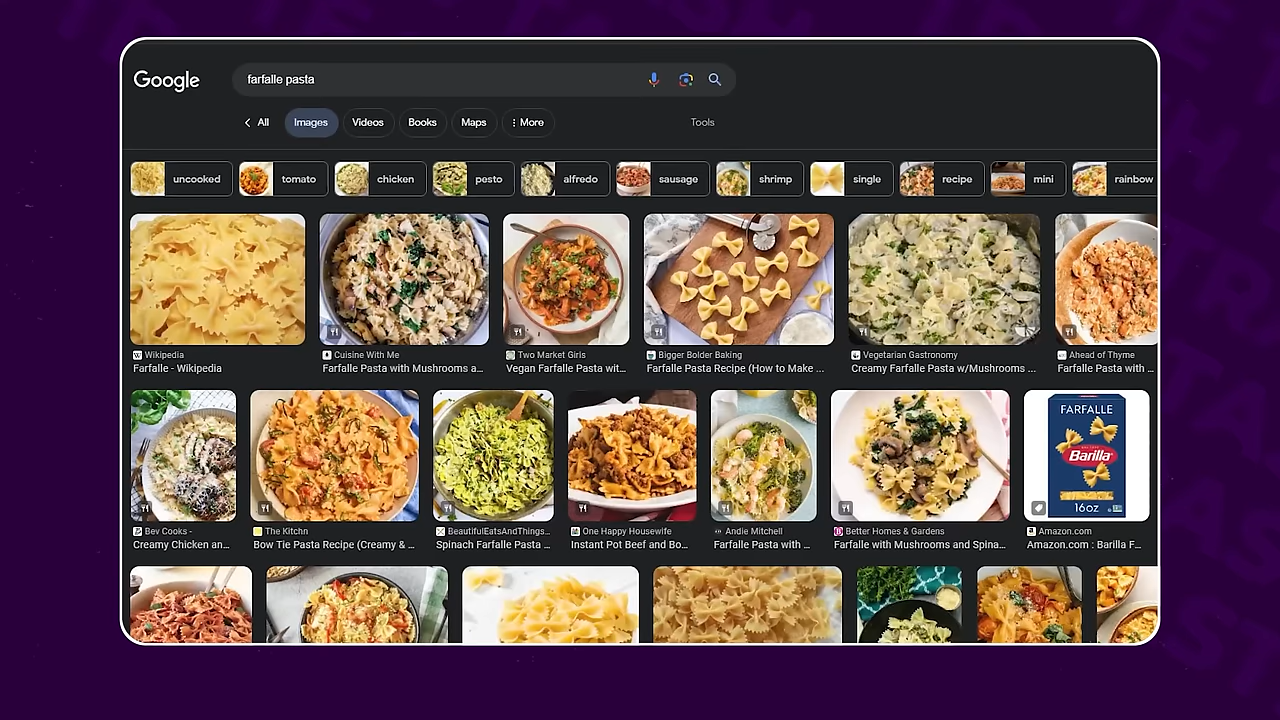 Google
farfalle pasta
All
Images
Videos
Books
Maps
More
Tools
uncooked
tomato
chicken
pesto
alfredo
sausage
shrimp
single
recipe
mini
rainbow
Wikipedia
Farfalle - Wikipedia
Cuisine With Me
Farfalle Pasta with Mushrooms a...
Two Market Girls
Vegan Farfalle Pasta wit...
Bigger Bolder Baking
Farfalle Pasta Recipe (How to Make ...
Vegetarian Gastronomy
Creamy Farfalle Pasta w/Mushrooms ...
Ahead of Thyme
Farfalle Pasta with ...
FARFALLE
Barilla
16oz
Bev Cooks -
Creamy Chicken an...
The Kitchn
Bow Tie Pasta Recipe (Creamy & ...
BeautifulEatsAndThings...
Spinach Farfalle Pasta ...
One Happy Housewife
Instant Pot Beef and Bo...
Andie Mitchell
Farfalle Pasta with ...
Better Homes & Gardens
Farfalle with Mushrooms and Spina...
Amazon.com
Amazon.com : Barilla F...